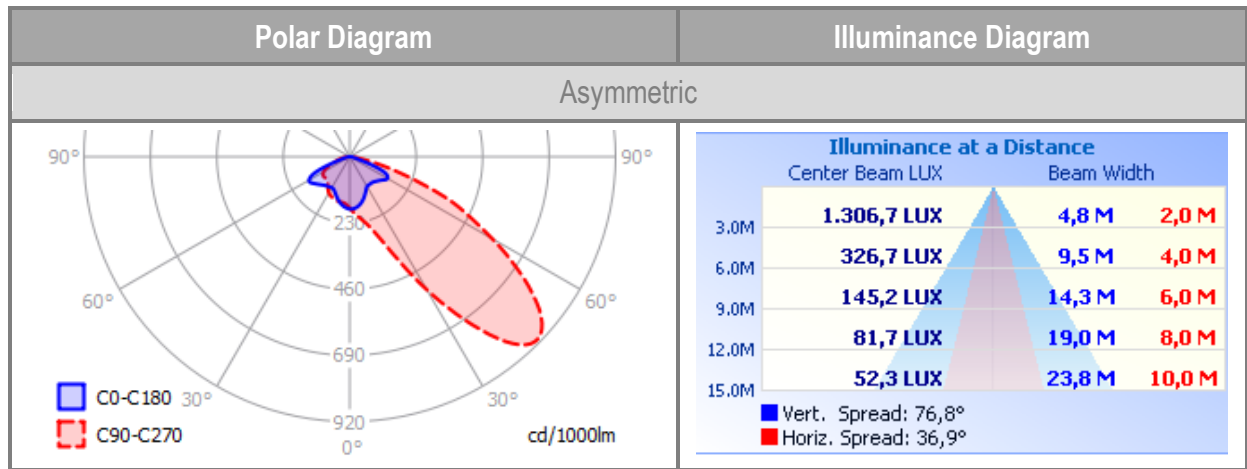 Polar Diagram
Illuminance Diagram
Asymmetric
90°
90°
230
460
60°
60°
690
C0-C180
30°
30°
920
C90-C270
0°
cd/1000lm
Illuminance at a Distance
Center Beam LUX
Beam Width
3.0M
1.306,7 LUX
4,8 M
2,0 M
6.0M
326,7 LUX
9,5 M
4,0 M
9.0M
145,2 LUX
14,3 M
6,0 M
12.0M
81,7 LUX
19,0 M
8,0 M
15.0M
52,3 LUX
23,8 M
10,0 M
Vert. Spread: 76,8°
Horiz. Spread: 36,9°